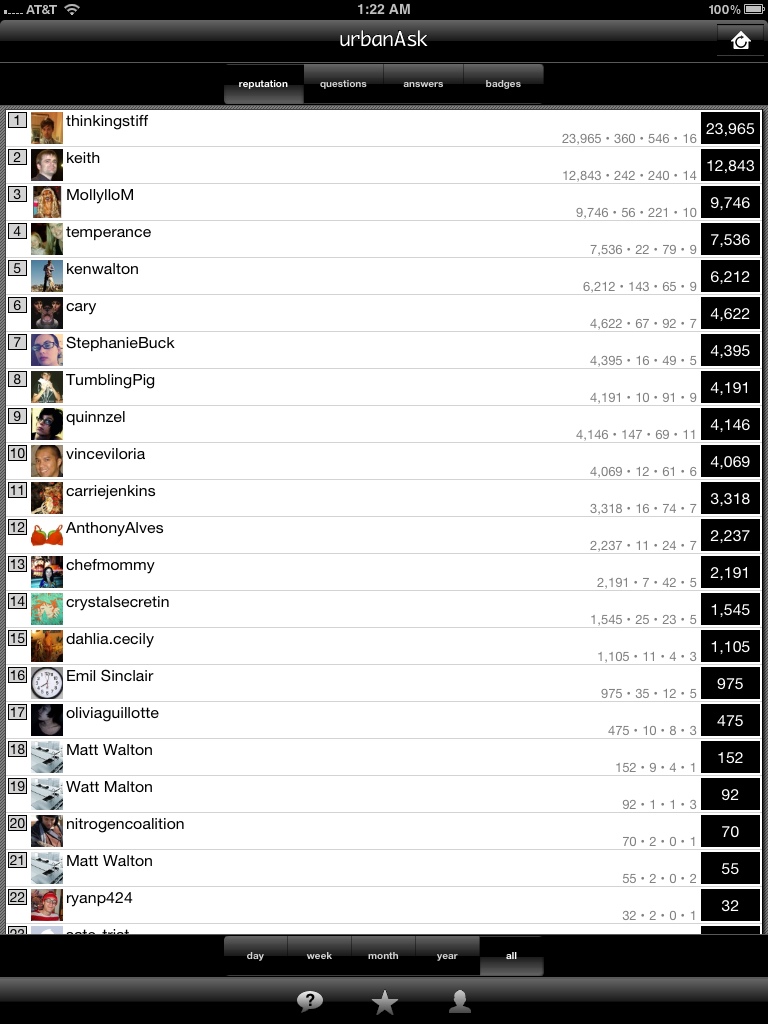 AT&T 1:22 AM 100%
urbanAsk
reputation questions answers badges
1 thinkingstiff 23,965 • 360 • 546 • 16 23,965
2 keith 12,843 • 242 • 240 • 14 12,843
3 MollylloM 9,746 • 56 • 221 • 10 9,746
4 temperance 7,536 • 22 • 79 • 9 7,536
5 kenwalton 6,212 • 143 • 65 • 9 6,212
6 cary 4,622 • 67 • 92 • 7 4,622
7 StephanieBuck 4,395 • 16 • 49 • 5 4,395
8 TumblingPig 4,191 • 10 • 91 • 9 4,191
9 quinnzel 4,146 • 147 • 69 • 11 4,146
10 vinceviloria 4,069 • 12 • 61 • 6 4,069
11 carriejenkins 3,318 • 16 • 74 • 7 3,318
12 AnthonyAlves 2,237 • 11 • 24 • 7 2,237
13 chefmommy 2,191 • 7 • 42 • 5 2,191
14 crystalsecretin 1,545 • 25 • 23 • 5 1,545
15 dahlia.cecily 1,105 • 11 • 4 • 3 1,105
16 Emil Sinclair 975 • 35 • 12 • 5 975
17 oliviaguillotte 475 • 10 • 8 • 3 475
18 Matt Walton 152 • 9 • 4 • 1 152
19 Watt Malton 92 • 1 • 1 • 3 92
20 nitrogencoalition 70 • 2 • 0 • 1 70
21 Matt Walton 55 • 2 • 0 • 2 55
22 ryanp424 32 • 2 • 0 • 1 32
day week month year all
?